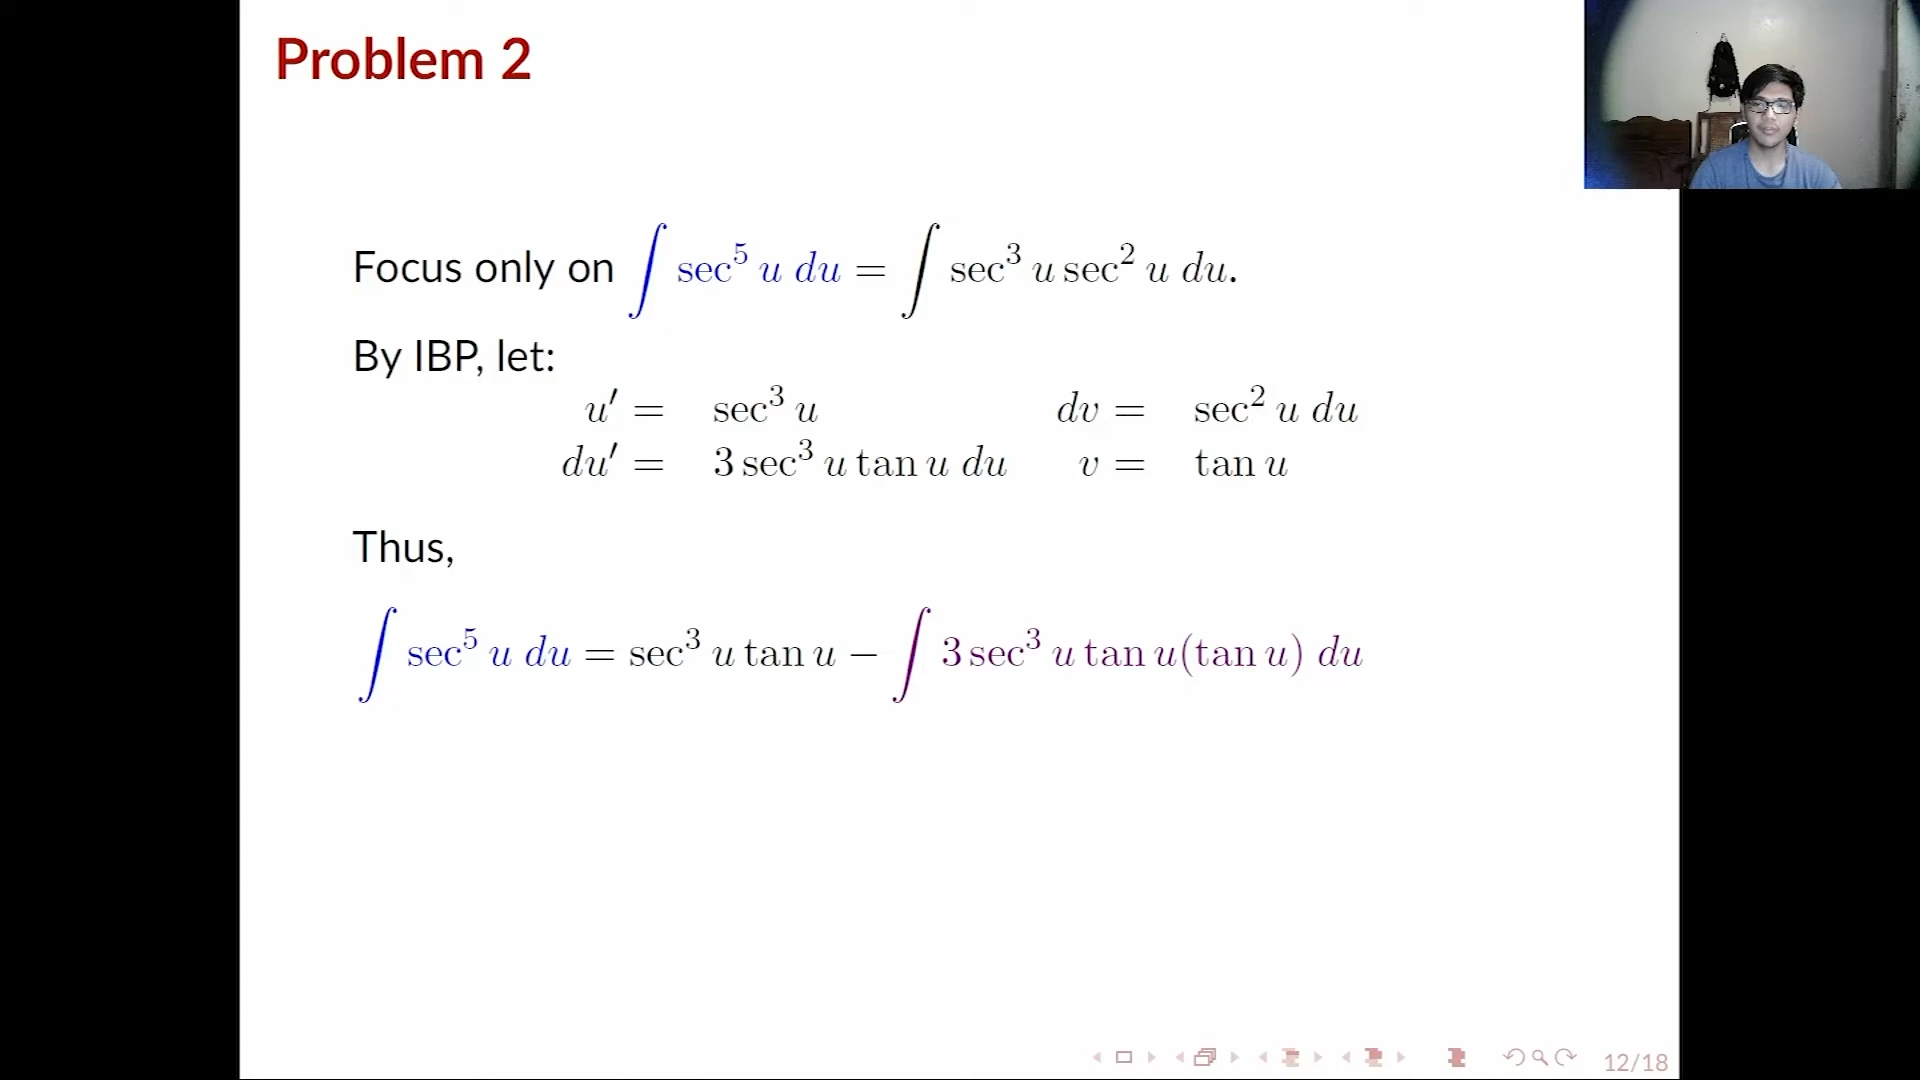 Problem 2
Focus only on ∫ sec⁵ u du = ∫ sec³ u sec² u du.
By IBP, let:
u′ = sec³ u dv = sec² u du
du′ = 3 sec³ u tan u du v = tan u
Thus,
∫ sec⁵ u du = sec³ u tan u − ∫ 3 sec³ u tan u(tan u) du
12/18